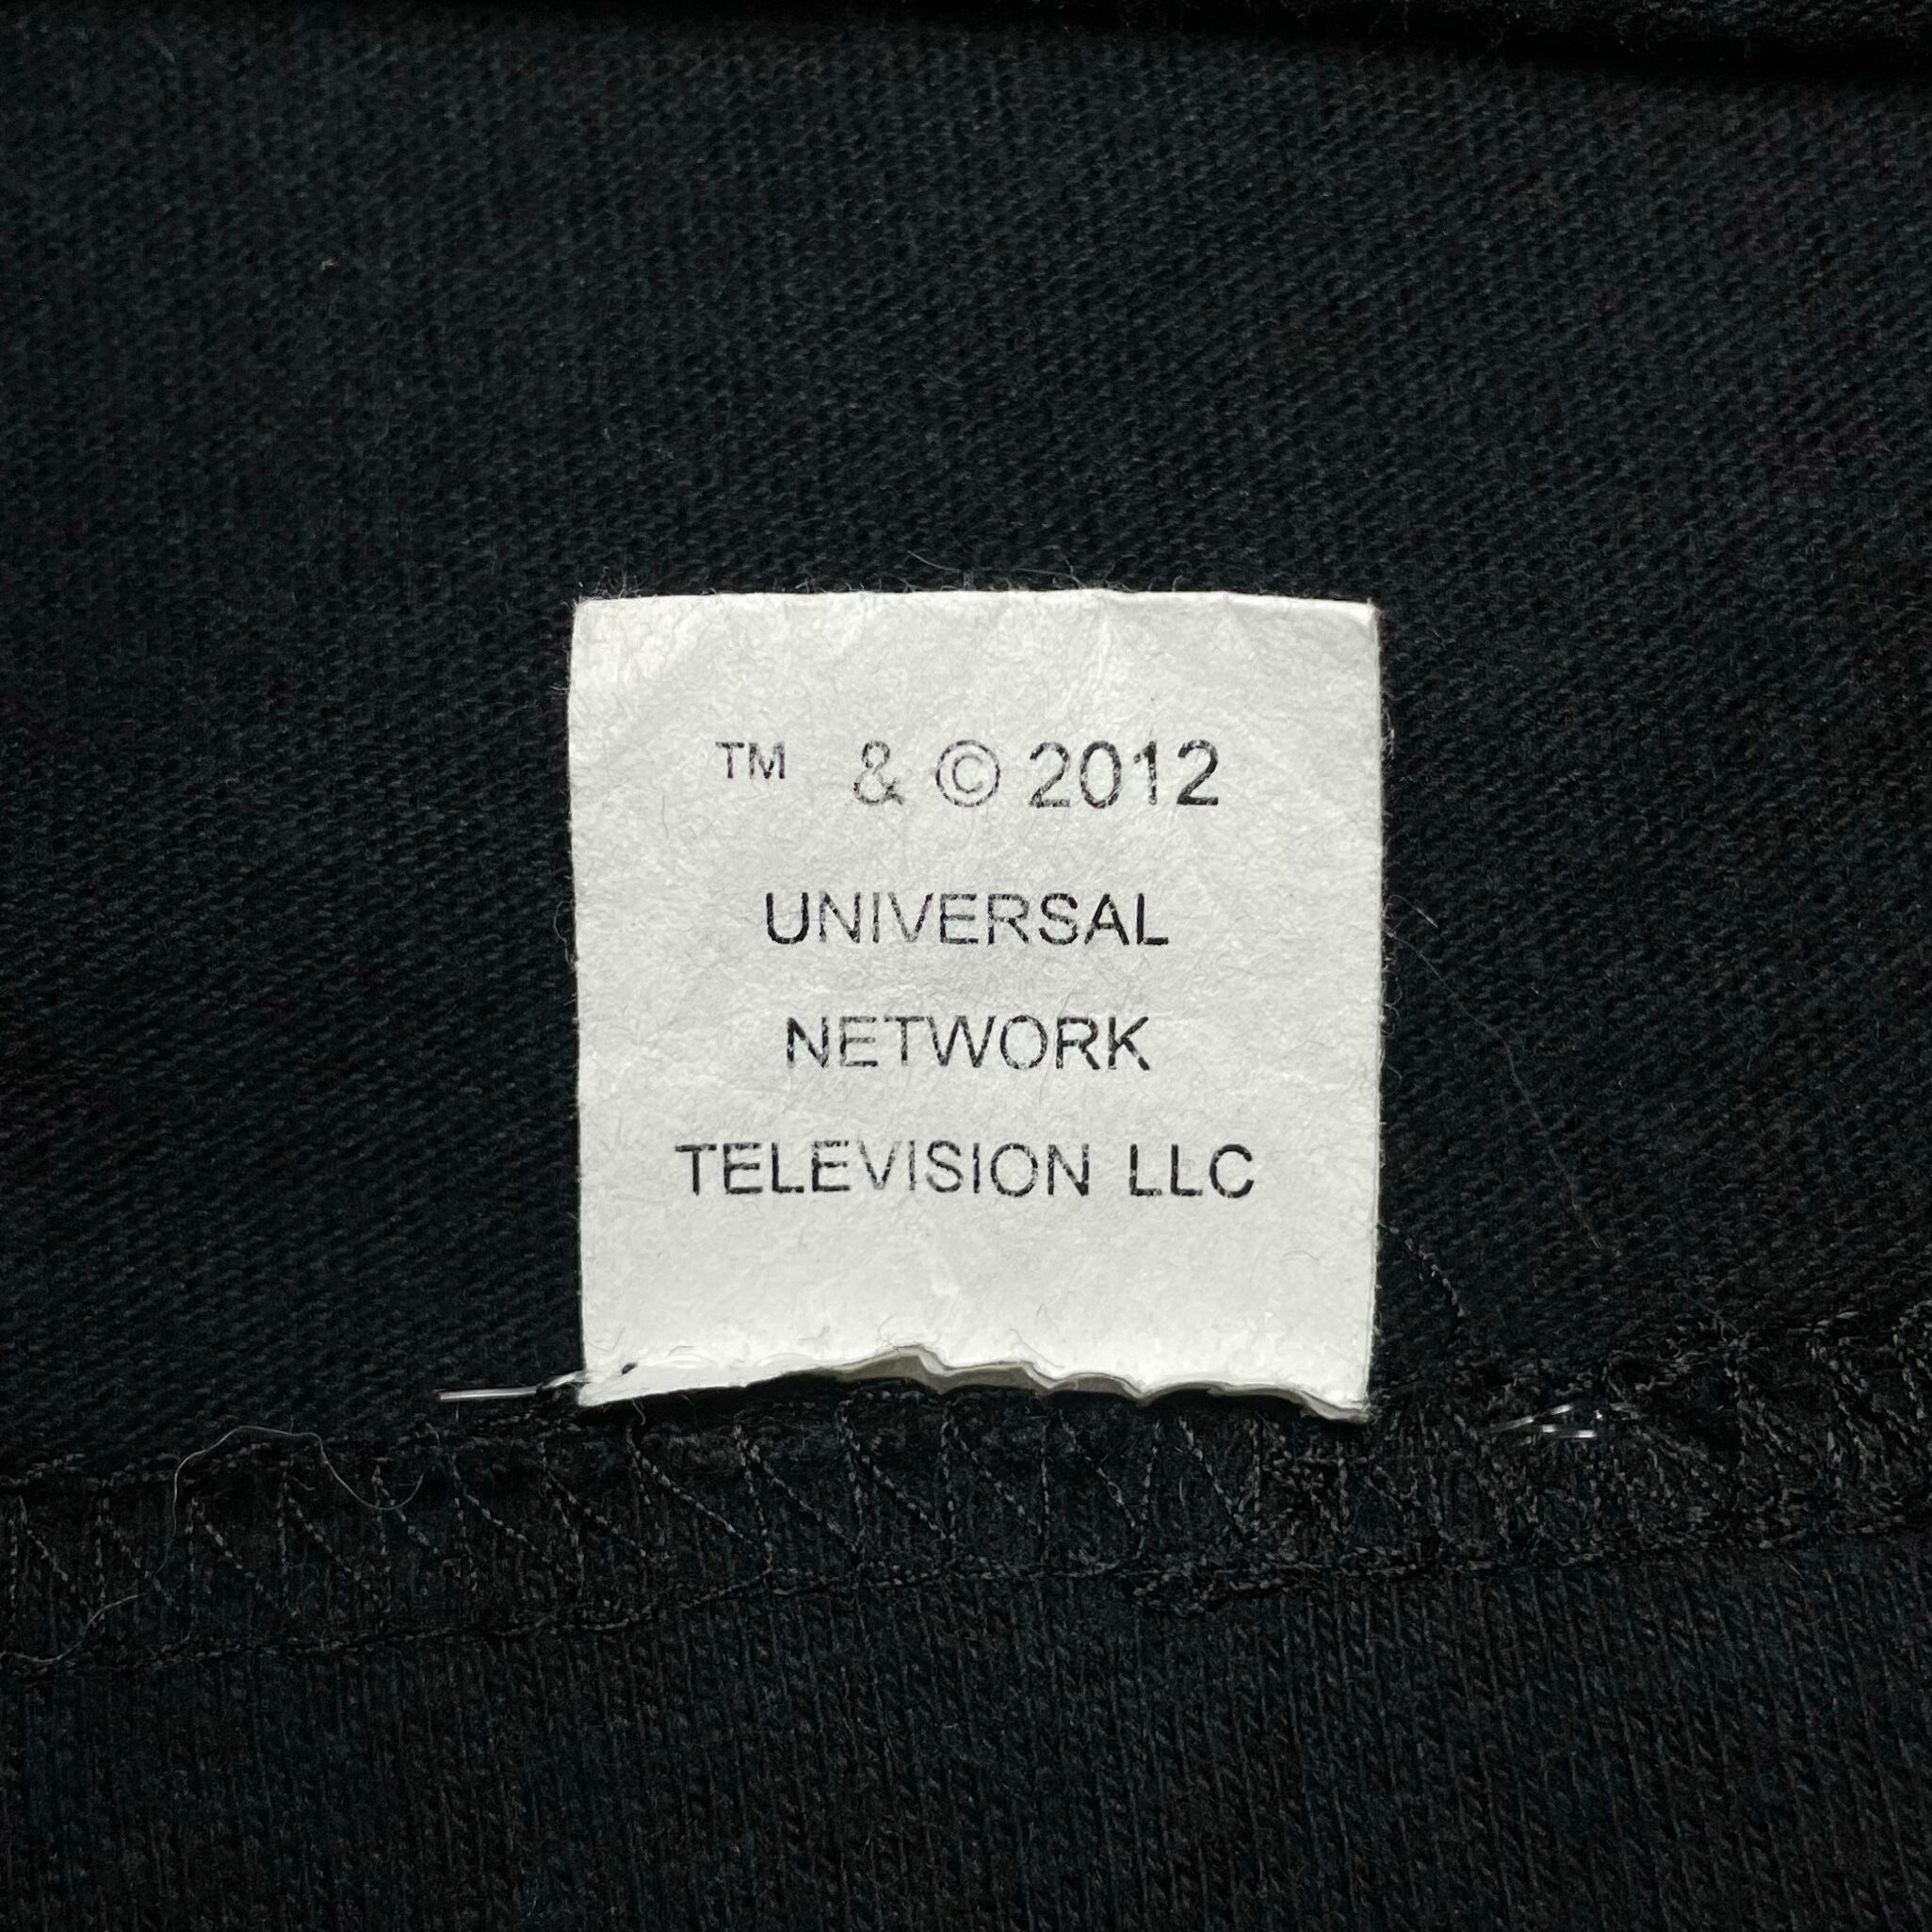 ™ & © 2012
UNIVERSAL
NETWORK
TELEVISION LLC